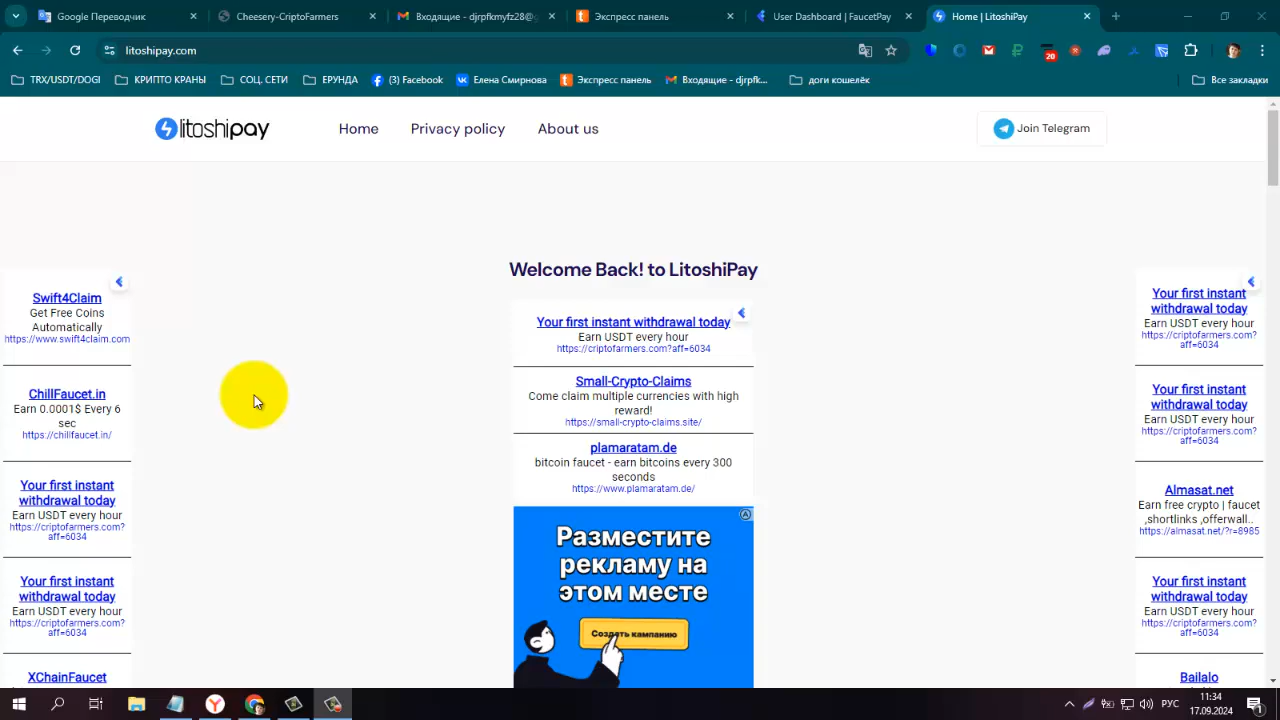 Google Переводчик
Cheesery-CriptoFarmers
Входящие - djrpfkmyfz28@g
Экспресс панель
User Dashboard | FaucetPay
Home | LitoshiPay
litoshipay.com
20
TRX/USDT/DOGI
КРИПТО КРАНЫ
СОЦ. СЕТИ
ЕРУНДА
(3) Facebook
Елена Смирнова
Экспресс панель
Входящие - djrpfk...
доги кошелёк
Все закладки
litoshipay
Home
Privacy policy
About us
Join Telegram
Welcome Back! to LitoshiPay
Swift4Claim
Get Free Coins
Automatically
https://www.swift4claim.com
ChillFaucet.in
Earn 0.0001$ Every 6
sec
https://chillfaucet.in/
Your first instant
withdrawal today
Earn USDT every hour
https://criptofarmers.com?
aff=6034
Your first instant
withdrawal today
Earn USDT every hour
https://criptofarmers.com?
aff=6034
XChainFaucet
Your first instant withdrawal today
Earn USDT every hour
https://criptofarmers.com?aff=6034
Small-Crypto-Claims
Come claim multiple currencies with high
reward!
https://small-crypto-claims.site/
plamaratam.de
bitcoin faucet - earn bitcoins every 300
seconds
https://www.plamaratam.de/
Разместите
рекламу на
этом месте
Создать кампанию
Your first instant
withdrawal today
Earn USDT every hour
https://criptofarmers.com?
aff=6034
Your first instant
withdrawal today
Earn USDT every hour
https://criptofarmers.com?
aff=6034
Almasat.net
Earn free crypto | faucet
,shortlinks ,offerwall..
https://almasat.net/?r=8985
Your first instant
withdrawal today
Earn USDT every hour
https://criptofarmers.com?
aff=6034
Bailalo
РУС
11:34
17.09.2024
1